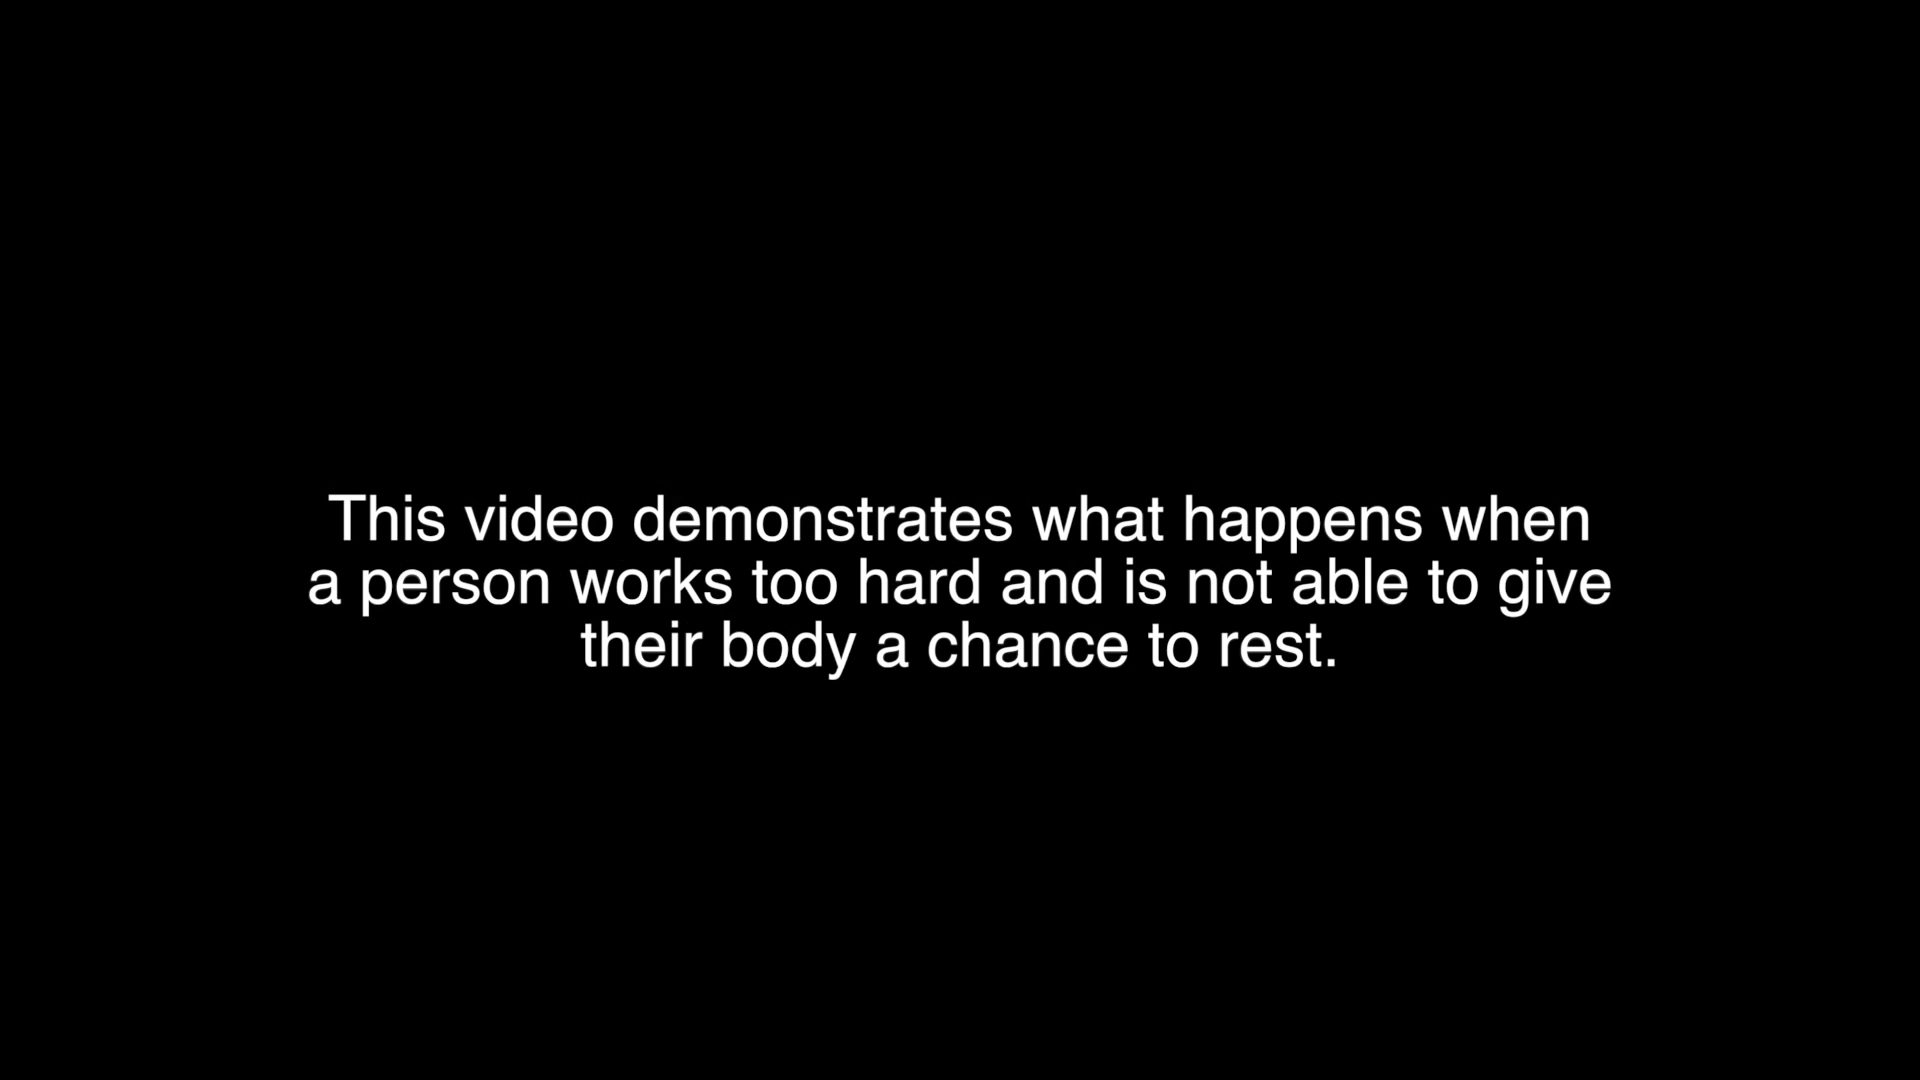 This video demonstrates what happens when
a person works too hard and is not able to give
their body a chance to rest.